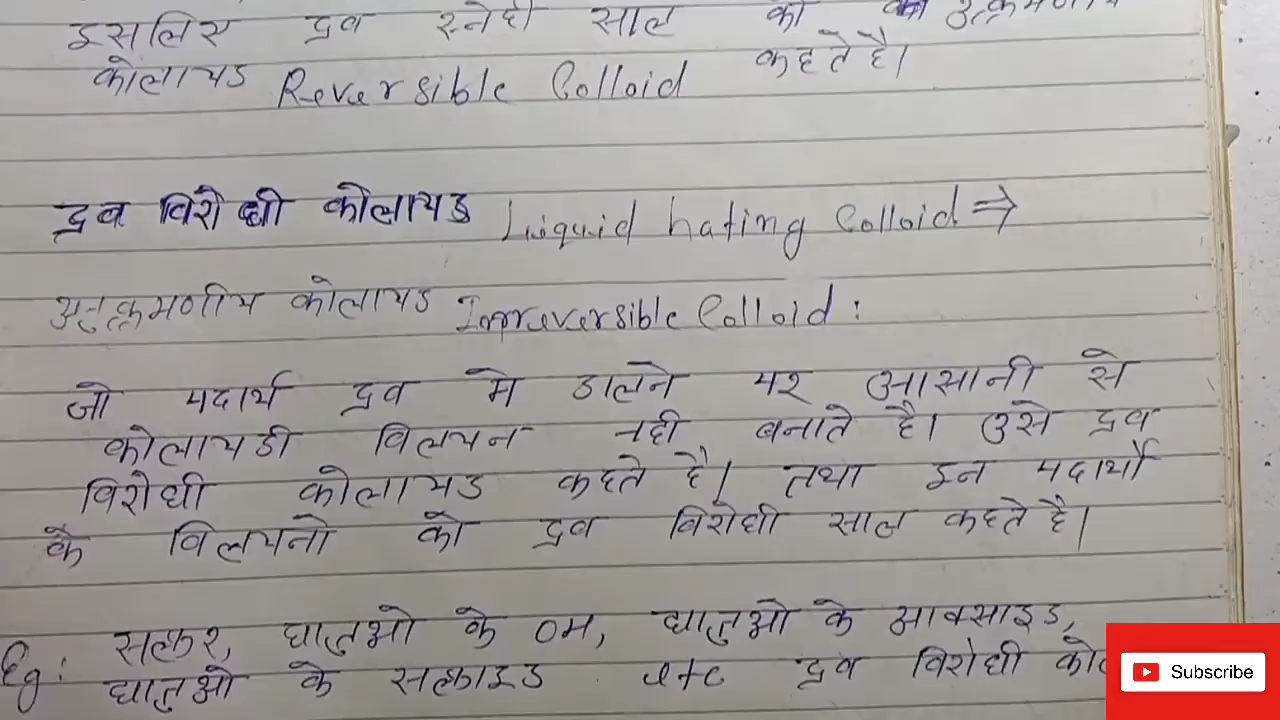 इसलिए द्रव स्नेही साल को उत्क्रमणीय
कोलायड Reversible Colloid कहते है।
द्रव विरोधी कोलायड Liquid hating Colloid ⇒
अनुत्क्रमणीय कोलायड Irreversible Colloid :
जो पदार्थ द्रव मे डालने पर आसानी से
कोलायडी विलयन नही बनाते है। उसे द्रव
विरोधी कोलायड कहते है। तथा इन पदार्थो
के विलयनो को द्रव विरोधी साल कहते है।
Eg: सल्फर, धातुओ के om, धातुओ के आक्साइड,
धातुओ के सल्फाइड etc द्रव विरोधी
Subscribe